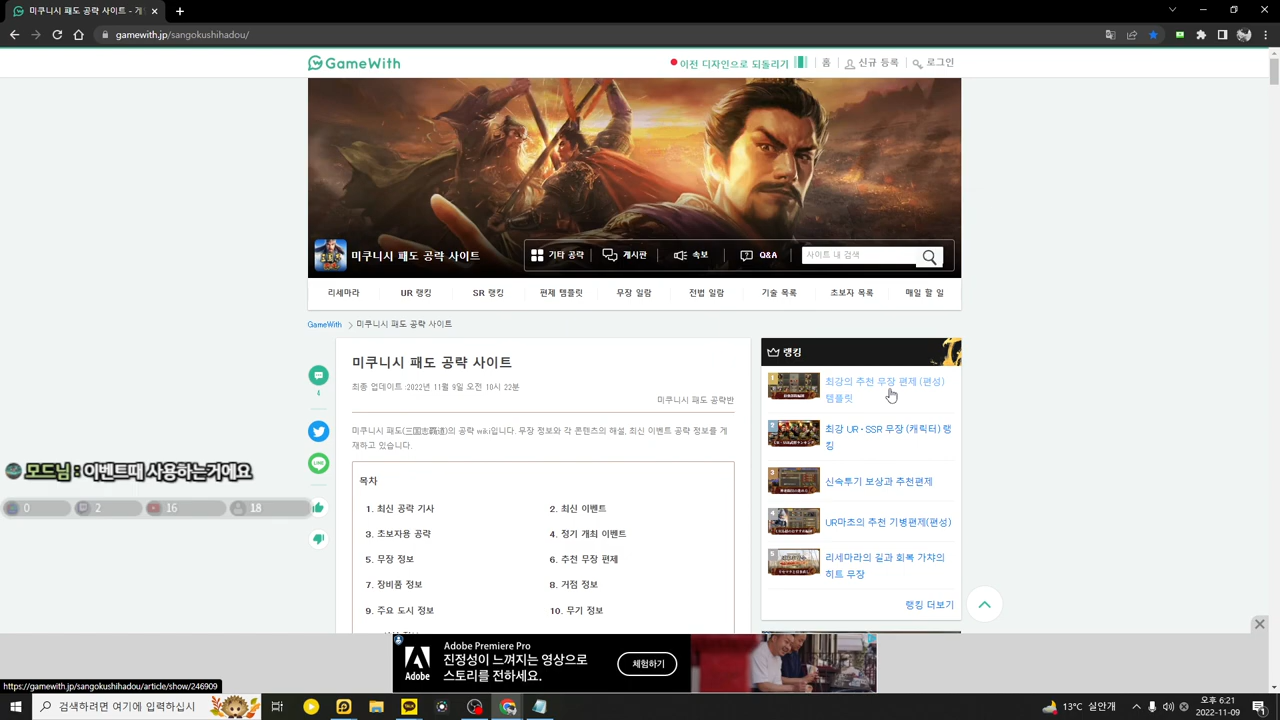 미쿠니시 패도 공략 사이트 -
gamewith.jp/sangokushihadou/
GameWith
이전 디자인으로 되돌리기
홈
신규 등록
로그인
미쿠니시 패도 공략 사이트
기타 공략
게시판
속보
Q&A
사이트 내 검색
리세마라
UR 랭킹
SR 랭킹
편제 템플릿
무장 일람
전법 일람
기술 목록
초보자 목록
매일 할 일
GameWith
미쿠니시 패도 공략 사이트
미쿠니시 패도 공략 사이트
최종 업데이트 :2022년 11월 9일 오전 10시 22분
미쿠니시 패도 공략반
미쿠니시 패도(三国志覇道)의 공략 wiki입니다. 무장 정보와 각 콘텐츠의 해설, 최신 이벤트 공략 정보를 게
재하고 있습니다.
목차
1. 최신 공략 기사
2. 최신 이벤트
3. 초보자용 공략
4. 정기 개최 이벤트
5. 무장 정보
6. 추천 무장 편제
7. 장비품 정보
8. 거점 정보
9. 주요 도시 정보
10. 무기 정보
4
모드님 : 이벤트때 사용하는거에요
0
2
16
18
랭킹
1
최강의 추천 무장 편제 (편성)
템플릿
2
최강 UR・SSR 무장 (캐릭터) 랭
킹
3
신속투기 보상과 추천편제
4
UR마조의 추천 기병편제(편성)
5
리세마라의 길과 회록 가챠의
히트 무장
랭킹 더보기
Adobe
Adobe Premiere Pro
진정성이 느껴지는 영상으로
스토리를 전하세요.
체험하기
https://gamewith.jp/sangokushihadou/article/show/246909
검색하려면 여기에 입력하십시
13°C 실안개
오후 6:21
2022-11-09